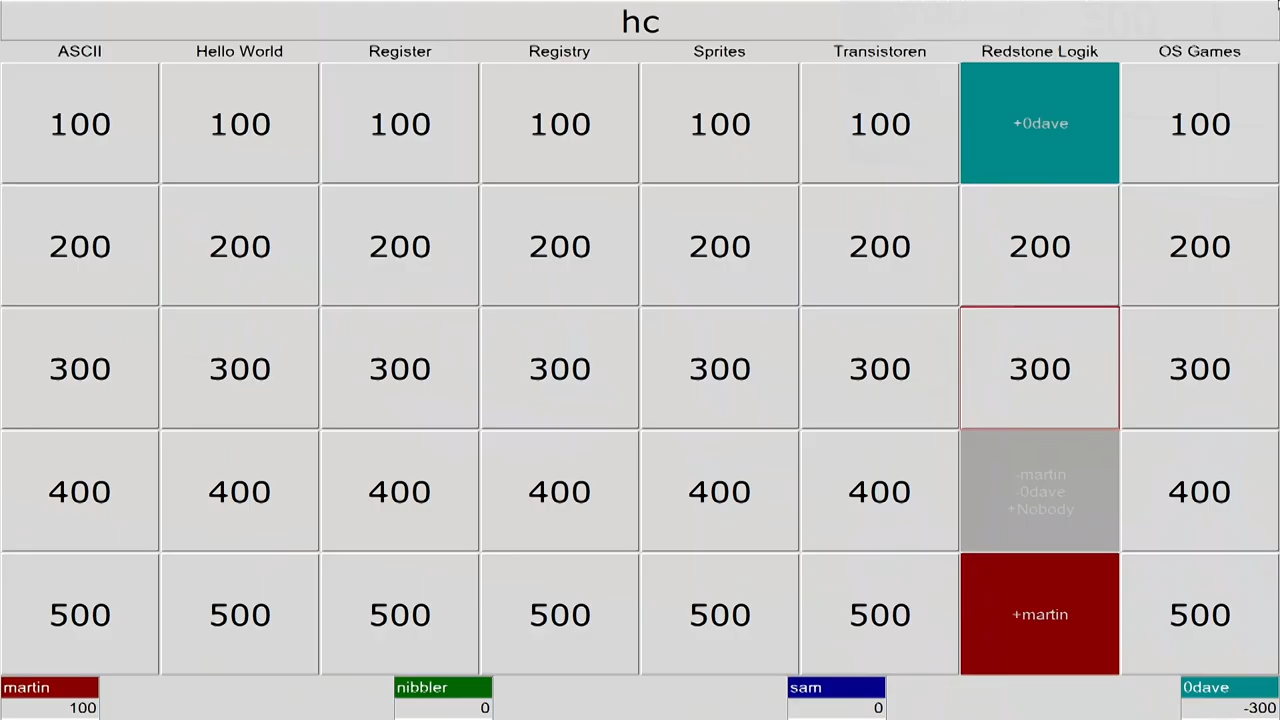 hc
ASCII Hello World Register Registry Sprites Transistoren Redstone Logik OS Games
100 100 100 100 100 100 +0dave 100
200 200 200 200 200 200 200 200
300 300 300 300 300 300 300 300
400 400 400 400 400 400 -martin 400
-0dave
+Nobody
500 500 500 500 500 500 +martin 500
martin nibbler sam 0dave
100 0 0 -300